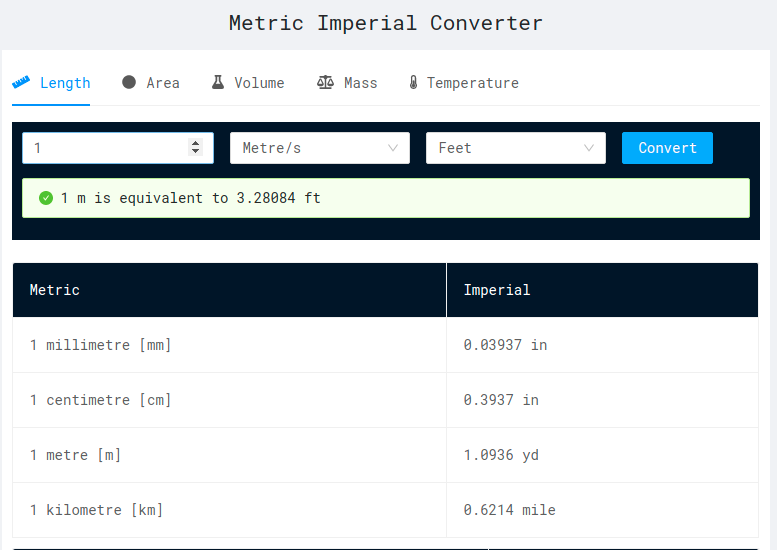 Metric Imperial Converter
Length Area Volume Mass Temperature
1 Metre/s Feet Convert
1 m is equivalent to 3.28084 ft
Metric Imperial
1 millimetre [mm] 0.03937 in
1 centimetre [cm] 0.3937 in
1 metre [m] 1.0936 yd
1 kilometre [km] 0.6214 mile